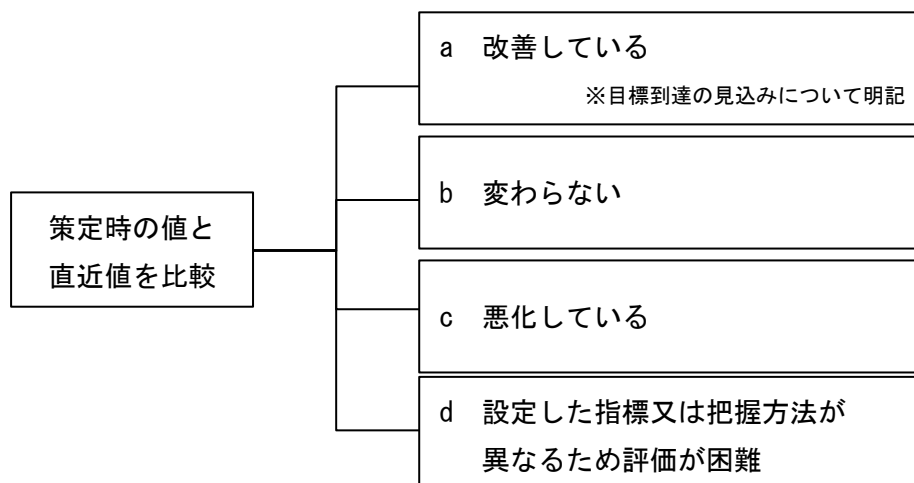 策定時の値と
直近値を比較
a　改善している
※目標到達の見込みについて明記
b　変わらない
c　悪化している
d　設定した指標又は把握方法が
異なるため評価が困難